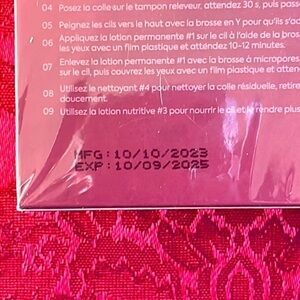 04 Posez la colle sur le tampon releveur, attendez 30 s, puis
05 Peignez les cils vers le haut avec la brosse en Y pour qu'ils
06 Appliquez la lotion permanente #1 sur le cil à l'aide de la
les yeux avec un film plastique et attendez 10-12 minutes.
07 Enlevez la lotion permanente #1 avec la brosse à
sur le cil, puis couvrez les yeux avec un film plastique et
08 Utilisez le nettoyant #4 pour nettoyer la colle résiduelle,
doucement.
09 Utilisez la lotion nutritive #3 pour nourrir le cil et le rendre plus
MFG:10/10/2023
EXP:10/09/2025